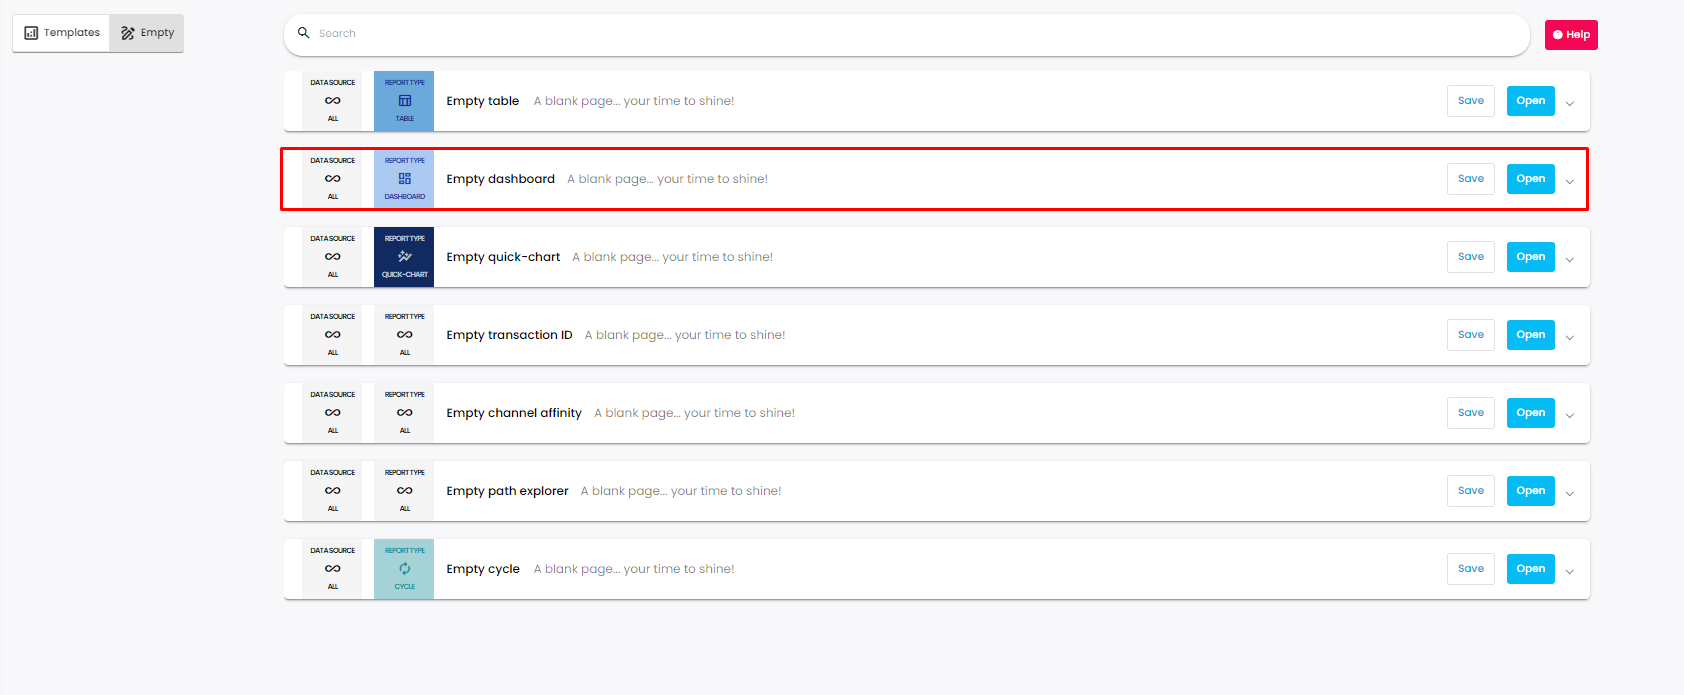 Templates
Empty
Search
Help
DATASOURCE
ALL
REPORTTYPE
TABLE
Empty table A blank page... your time to shine!
Save
Open
DATASOURCE
ALL
REPORTTYPE
DASHBOARD
Empty dashboard A blank page... your time to shine!
Save
Open
DATASOURCE
ALL
REPORTTYPE
QUICK-CHART
Empty quick-chart A blank page... your time to shine!
Save
Open
DATASOURCE
ALL
REPORTTYPE
ALL
Empty transaction ID A blank page... your time to shine!
Save
Open
DATASOURCE
ALL
REPORTTYPE
ALL
Empty channel affinity A blank page... your time to shine!
Save
Open
DATASOURCE
ALL
REPORTTYPE
ALL
Empty path explorer A blank page... your time to shine!
Save
Open
DATASOURCE
ALL
REPORTTYPE
CYCLE
Empty cycle A blank page... your time to shine!
Save
Open